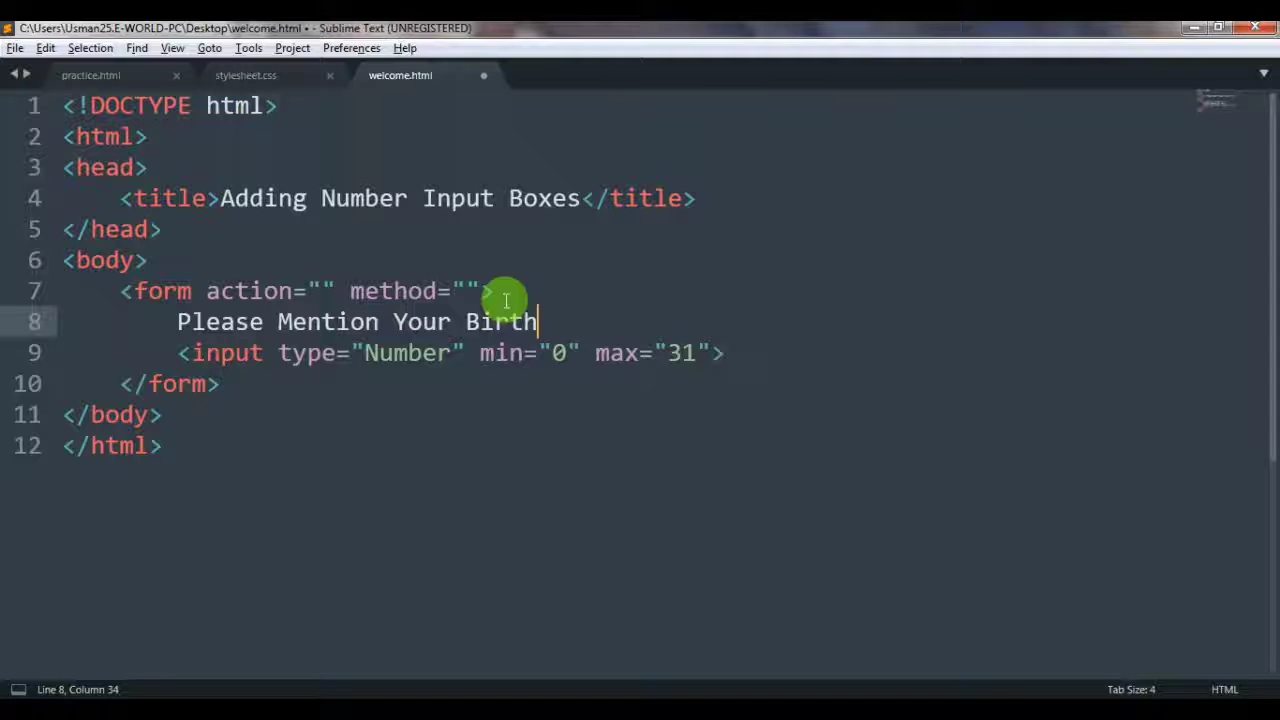 C:\Users\Usman25.E-WORLD-PC\Desktop\welcome.html • - Sublime Text (UNREGISTERED)
File Edit Selection Find View Goto Tools Project Preferences Help
practice.html stylesheet.css welcome.html
1 <!DOCTYPE html>
2 <html>
3 <head>
4 <title>Adding Number Input Boxes</title>
5 </head>
6 <body>
7 <form action="" method="">
8 Please Mention Your Birth
9 <input type="Number" min="0" max="31">
10 </form>
11 </body>
12 </html>
Line 8, Column 34 Tab Size: 4 HTML